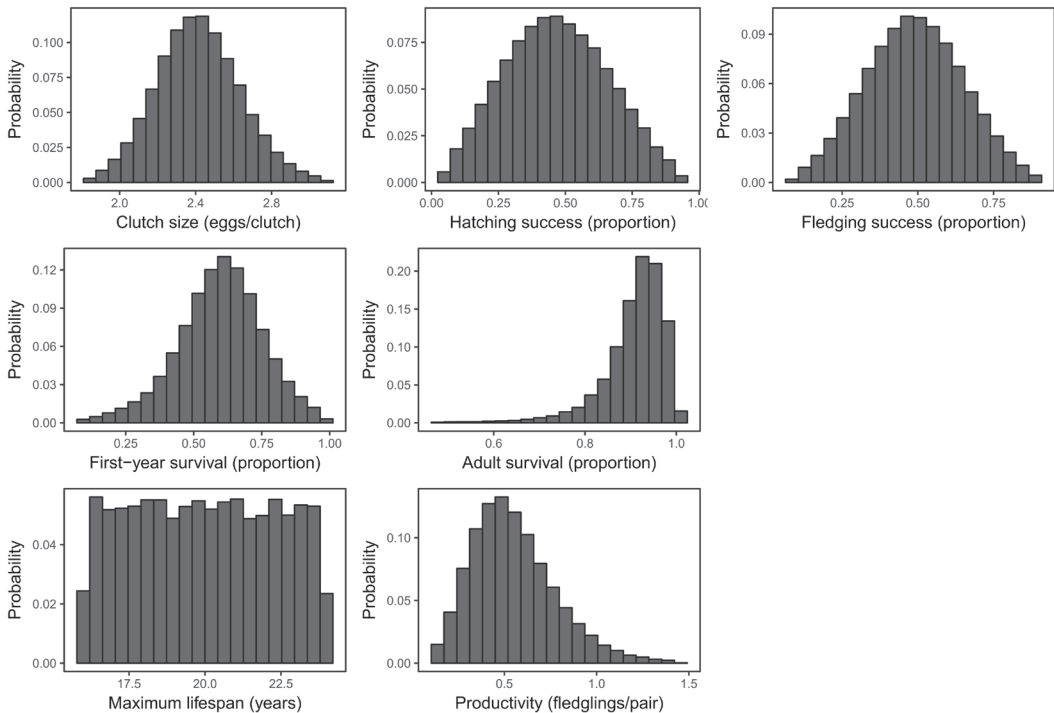 Probability
0.100
0.075
0.050
0.025
0.000
2.0 2.4 2.8
Clutch size (eggs/clutch)
Probability
0.075
0.050
0.025
0.000
0.00 0.25 0.50 0.75 1.00
Hatching success (proportion)
Probability
0.09
0.06
0.03
0.00
0.25 0.50 0.75
Fledging success (proportion)
Probability
0.12
0.09
0.06
0.03
0.00
0.25 0.50 0.75 1.00
First−year survival (proportion)
Probability
0.20
0.15
0.10
0.05
0.00
0.6 0.8 1.0
Adult survival (proportion)
Probability
0.04
0.02
0.00
17.5 20.0 22.5
Maximum lifespan (years)
Probability
0.10
0.05
0.00
0.5 1.0 1.5
Productivity (fledglings/pair)